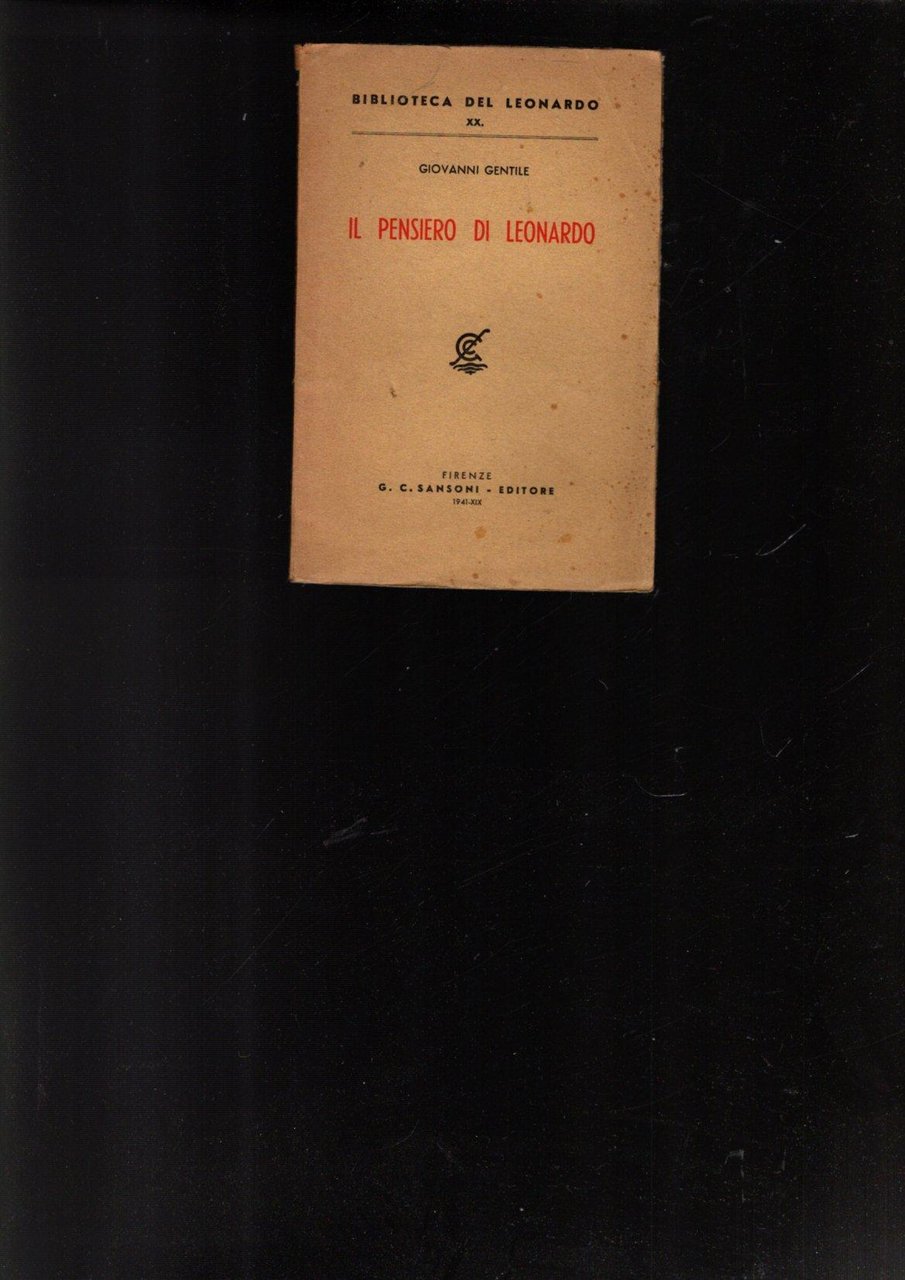 BIBLIOTECA DEL LEONARDO
XX.
GIOVANNI GENTILE
IL PENSIERO DI LEONARDO
FIRENZE
G. C. SANSONI - EDITORE
1941-XIX